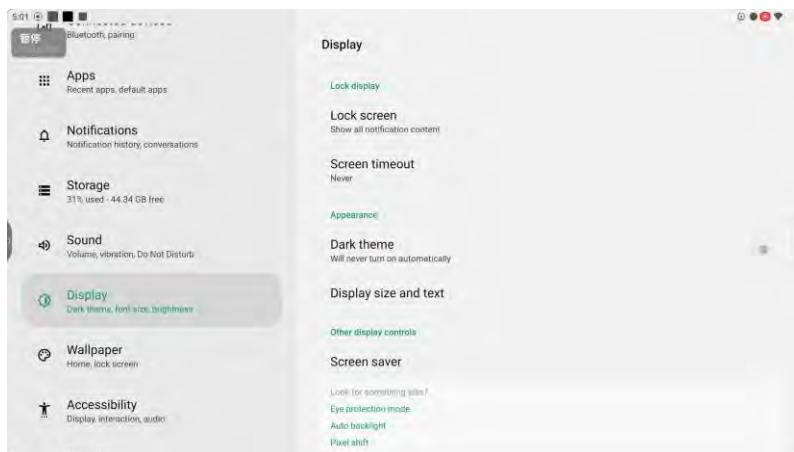 5:01
暂停
Bluetooth, pairing
Apps
Recent apps, default apps
Notifications
Notification history, conversations
Storage
31% used - 44.34 GB free
Sound
Volume, vibration, Do Not Disturb
Display
Dark theme, font size, brightness
Wallpaper
Home, lock screen
Accessibility
Display, interaction, audio
Display
Lock display
Lock screen
Show all notification content
Screen timeout
Never
Appearance
Dark theme
Will never turn on automatically
Display size and text
Other display controls
Screen saver
Look for something else?
Eye protection mode
Auto backlight
Pixel shift